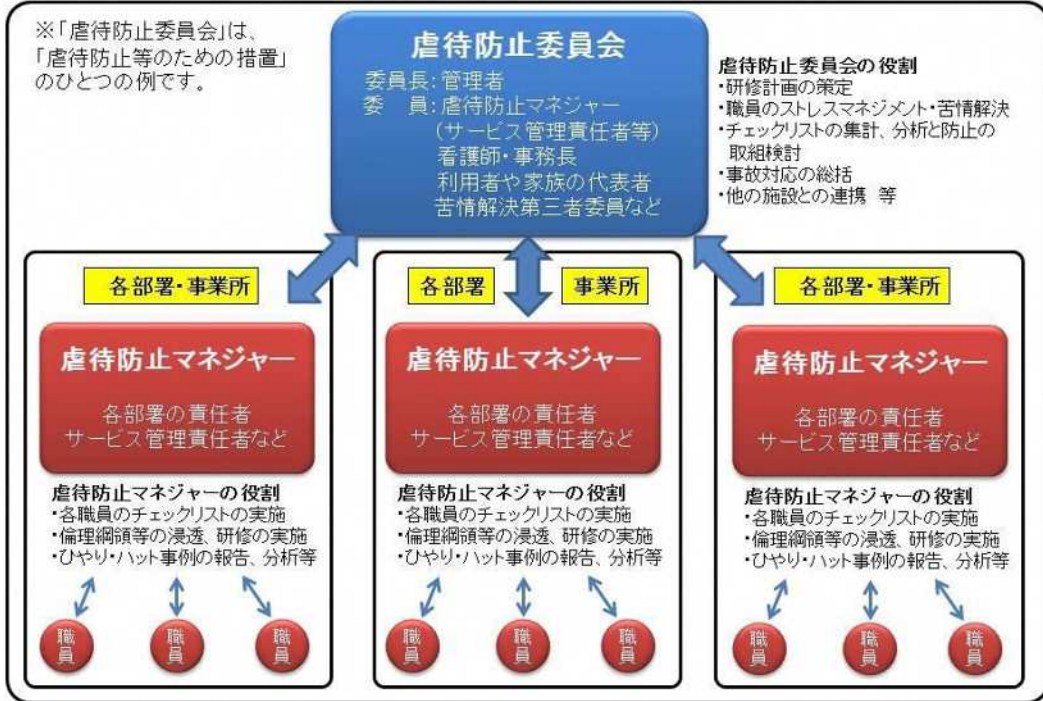 ※「虐待防止委員会」は、
「虐待防止等のための措置」
のひとつの例です。
虐待防止委員会
委員長:管理者
委　員:虐待防止マネジャー
(サービス管理責任者等)
看護師・事務長
利用者や家族の代表者
苦情解決第三者委員など
虐待防止委員会の役割
・研修計画の策定
・職員のストレスマネジメント・苦情解決
・チェックリストの集計、分析と防止の
取組検討
・事故対応の総括
・他の施設との連携 等
各部署・事業所
虐待防止マネジャー
各部署の責任者
サービス管理責任者など
虐待防止マネジャーの役割
・各職員のチェックリストの実施
・倫理綱領等の浸透、研修の実施
・ひやり・ハット事例の報告、分析等
職員
職員
職員
各部署
事業所
虐待防止マネジャー
各部署の責任者
サービス管理責任者など
虐待防止マネジャーの役割
・各職員のチェックリストの実施
・倫理綱領等の浸透、研修の実施
・ひやり・ハット事例の報告、分析等
職員
職員
職員
各部署・事業所
虐待防止マネジャー
各部署の責任者
サービス管理責任者など
虐待防止マネジャーの役割
・各職員のチェックリストの実施
・倫理綱領等の浸透、研修の実施
・ひやり・ハット事例の報告、分析等
職員
職員
職員